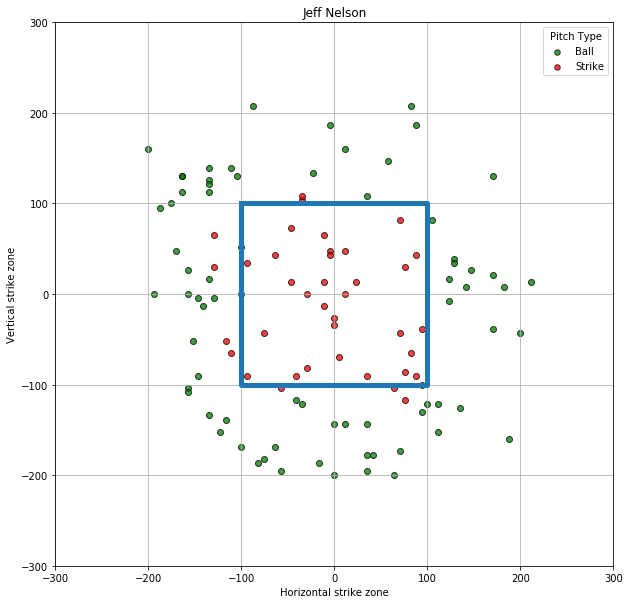 Jeff Nelson
300
200
100
0
−100
−200
−300
Vertical strike zone
Pitch Type
Ball
Strike
−300
−200
−100
0
100
200
300
Horizontal strike zone